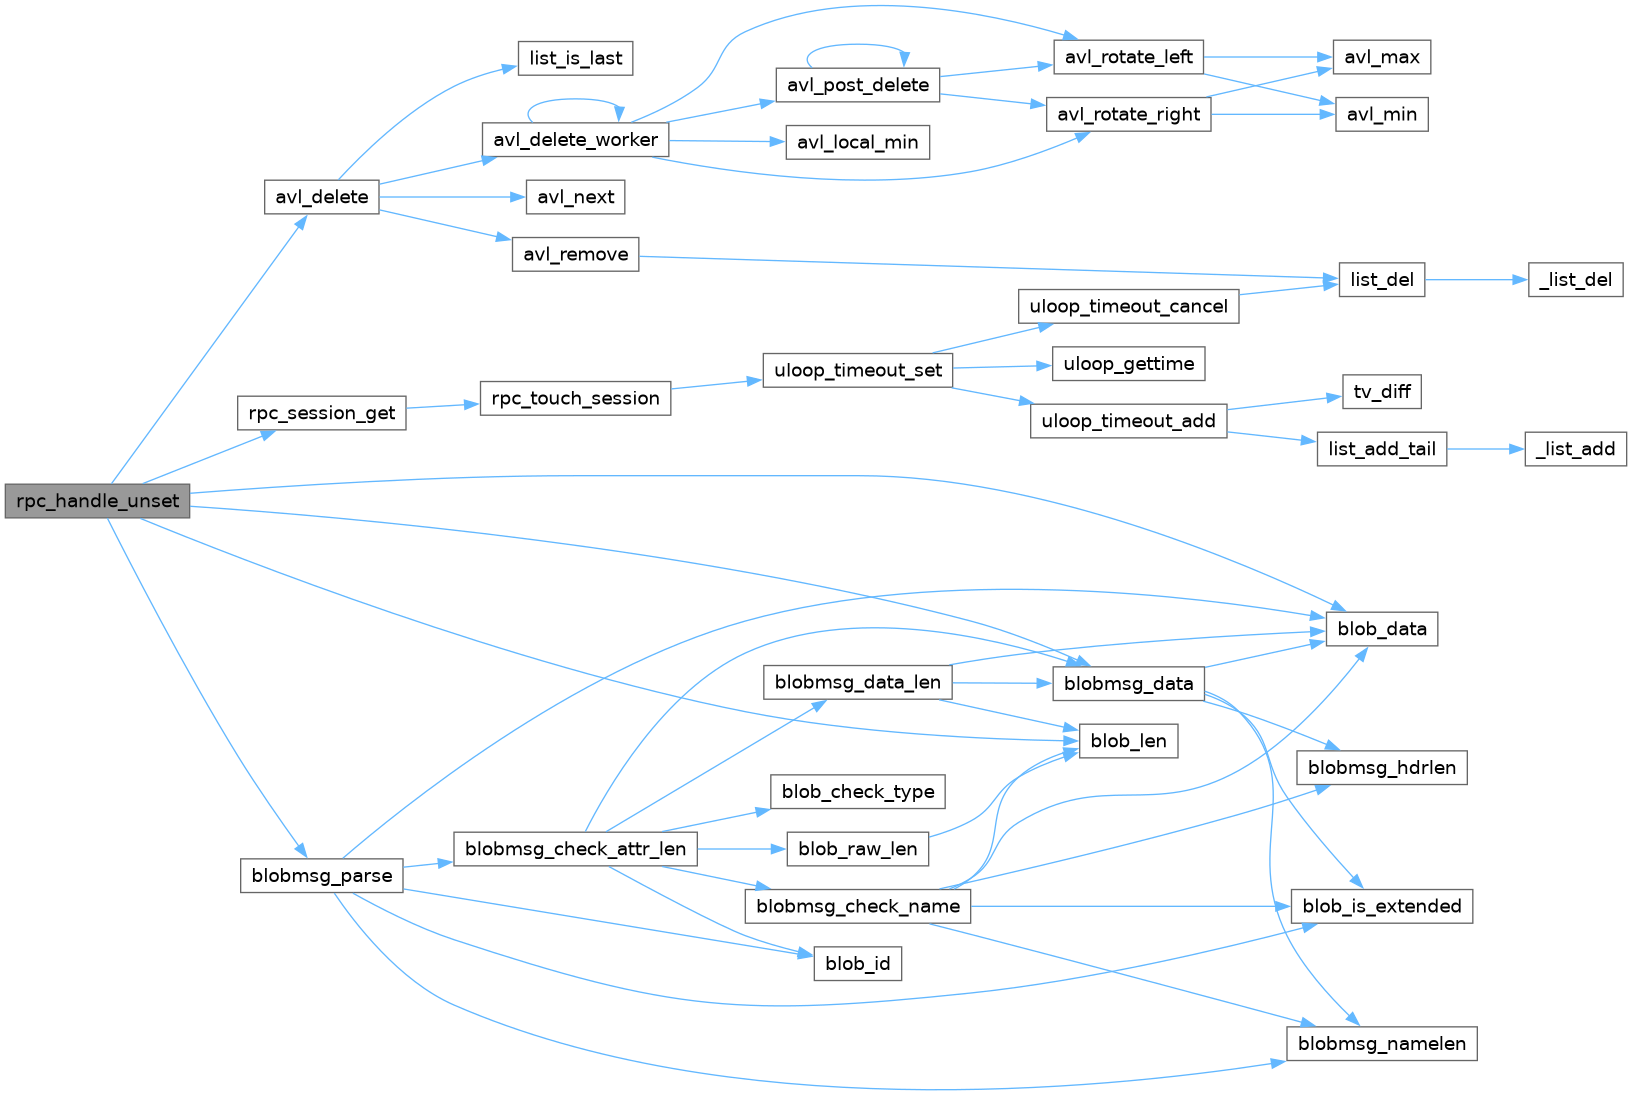 list_is_last
avl_rotate_left
avl_max
avl_post_delete
avl_rotate_right
avl_min
avl_delete_worker
avl_local_min
avl_delete
avl_next
avl_remove
list_del
_list_del
uloop_timeout_cancel
uloop_timeout_set
uloop_gettime
rpc_touch_session
rpc_session_get
tv_diff
uloop_timeout_add
list_add_tail
_list_add
rpc_handle_unset
blob_data
blobmsg_data_len
blobmsg_data
blob_len
blobmsg_hdrlen
blob_check_type
blobmsg_check_attr_len
blob_raw_len
blobmsg_parse
blobmsg_check_name
blob_is_extended
blob_id
blobmsg_namelen